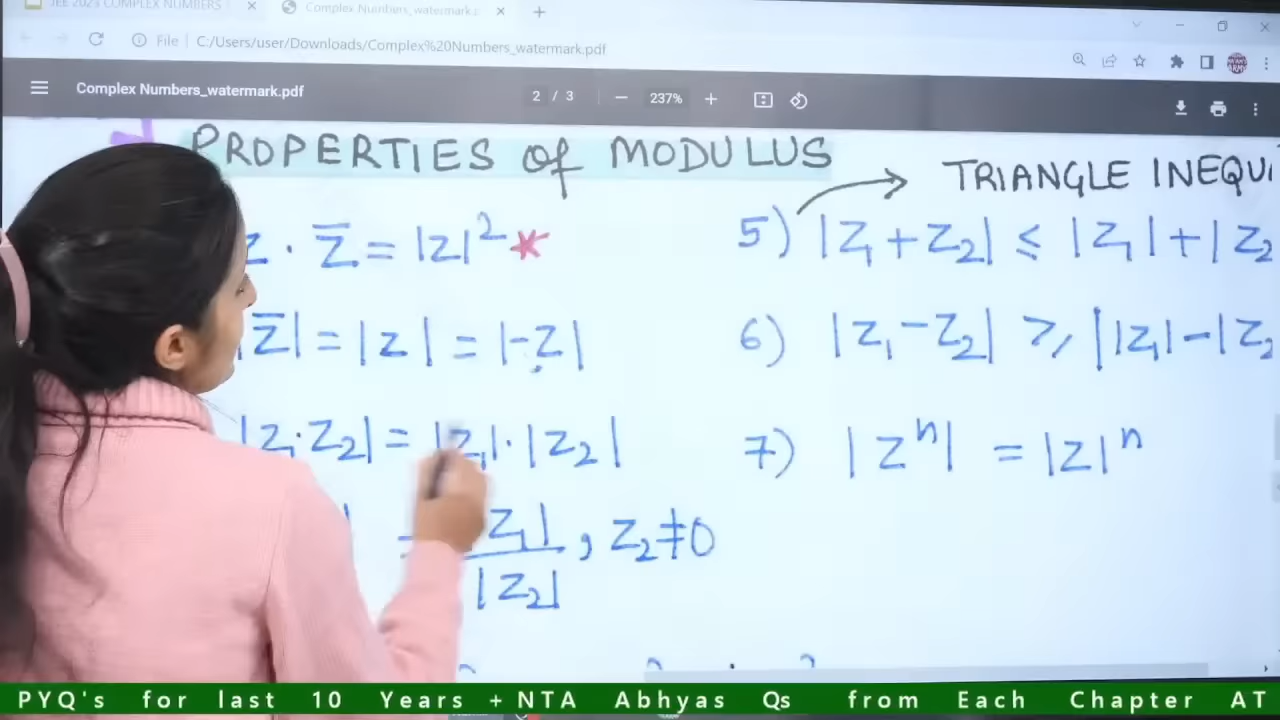 JEE 2023 COMPLEX NUMBERS
Complex Numbers_watermark.p
File C:/Users/user/Downloads/Complex%20Numbers_watermark.pdf
Complex Numbers_watermark.pdf
2 / 3
237%
PROPERTIES of MODULUS
TRIANGLE INEQU
z · z̅ = |z|² *
5) |z₁ + z₂| ≤ |z₁| + |z₂
|z̅| = |z| = |-z|
6) |z₁ - z₂| ≥ ||z₁| - |z₂
|z₁·z₂| = |z₁|·|z₂|
7) |zⁿ| = |z|ⁿ
= |z₁| / |z₂| , z₂ ≠ 0
PYQ's for last 10 Years + NTA Abhyas Qs from Each Chapter AT